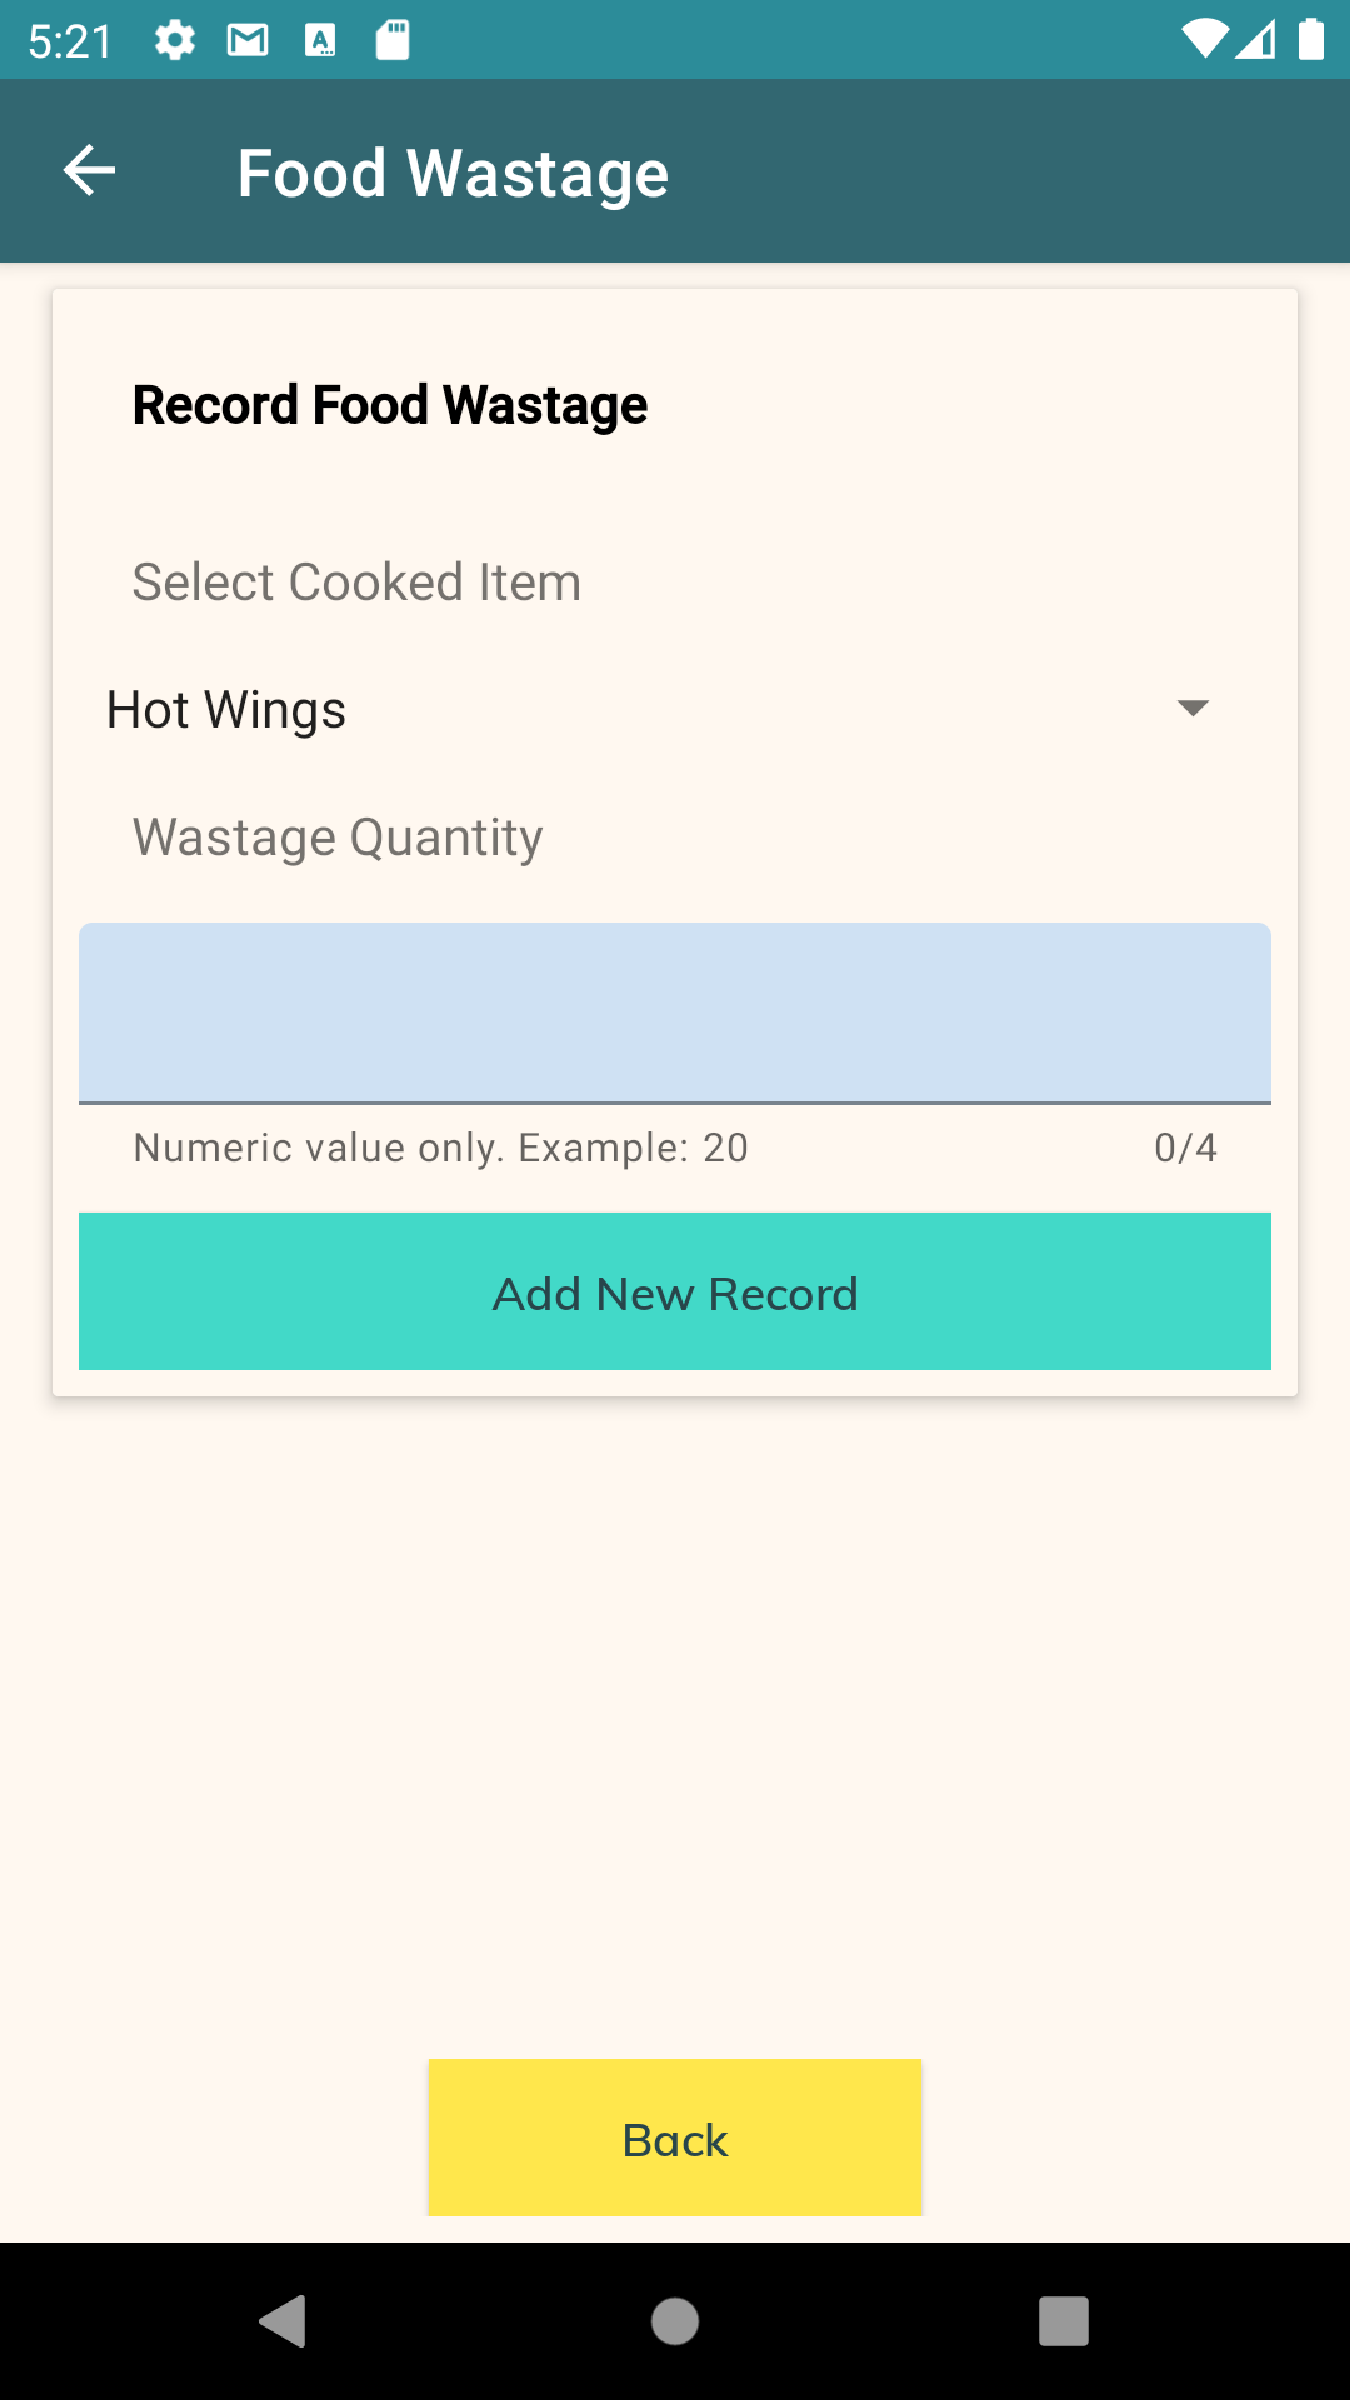 5:21
Food Wastage
Record Food Wastage
Select Cooked Item
Hot Wings
Wastage Quantity
Numeric value only. Example: 20 0/4
Add New Record
Back